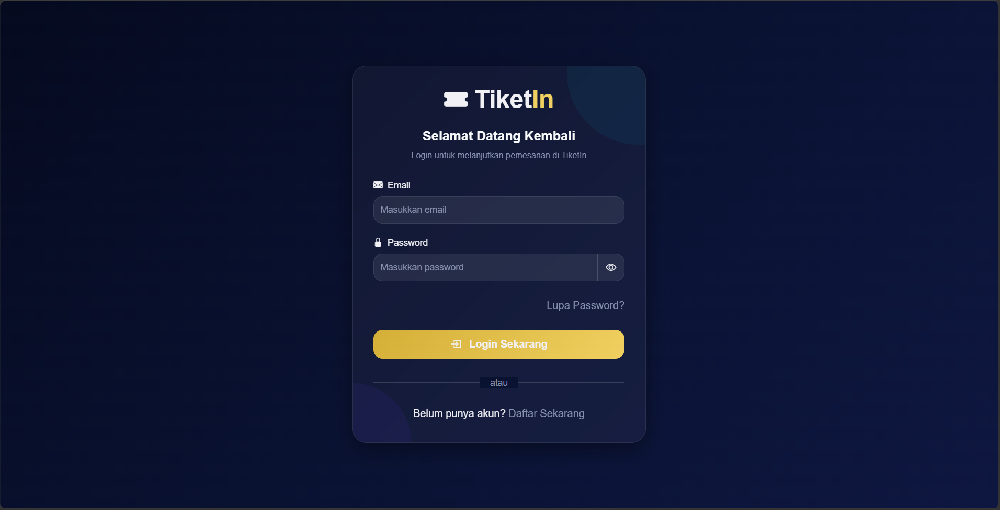 TiketIn
Selamat Datang Kembali
Login untuk melanjutkan pemesanan di TiketIn
Email
Masukkan email
Password
Masukkan password
Lupa Password?
Login Sekarang
atau
Belum punya akun? Daftar Sekarang